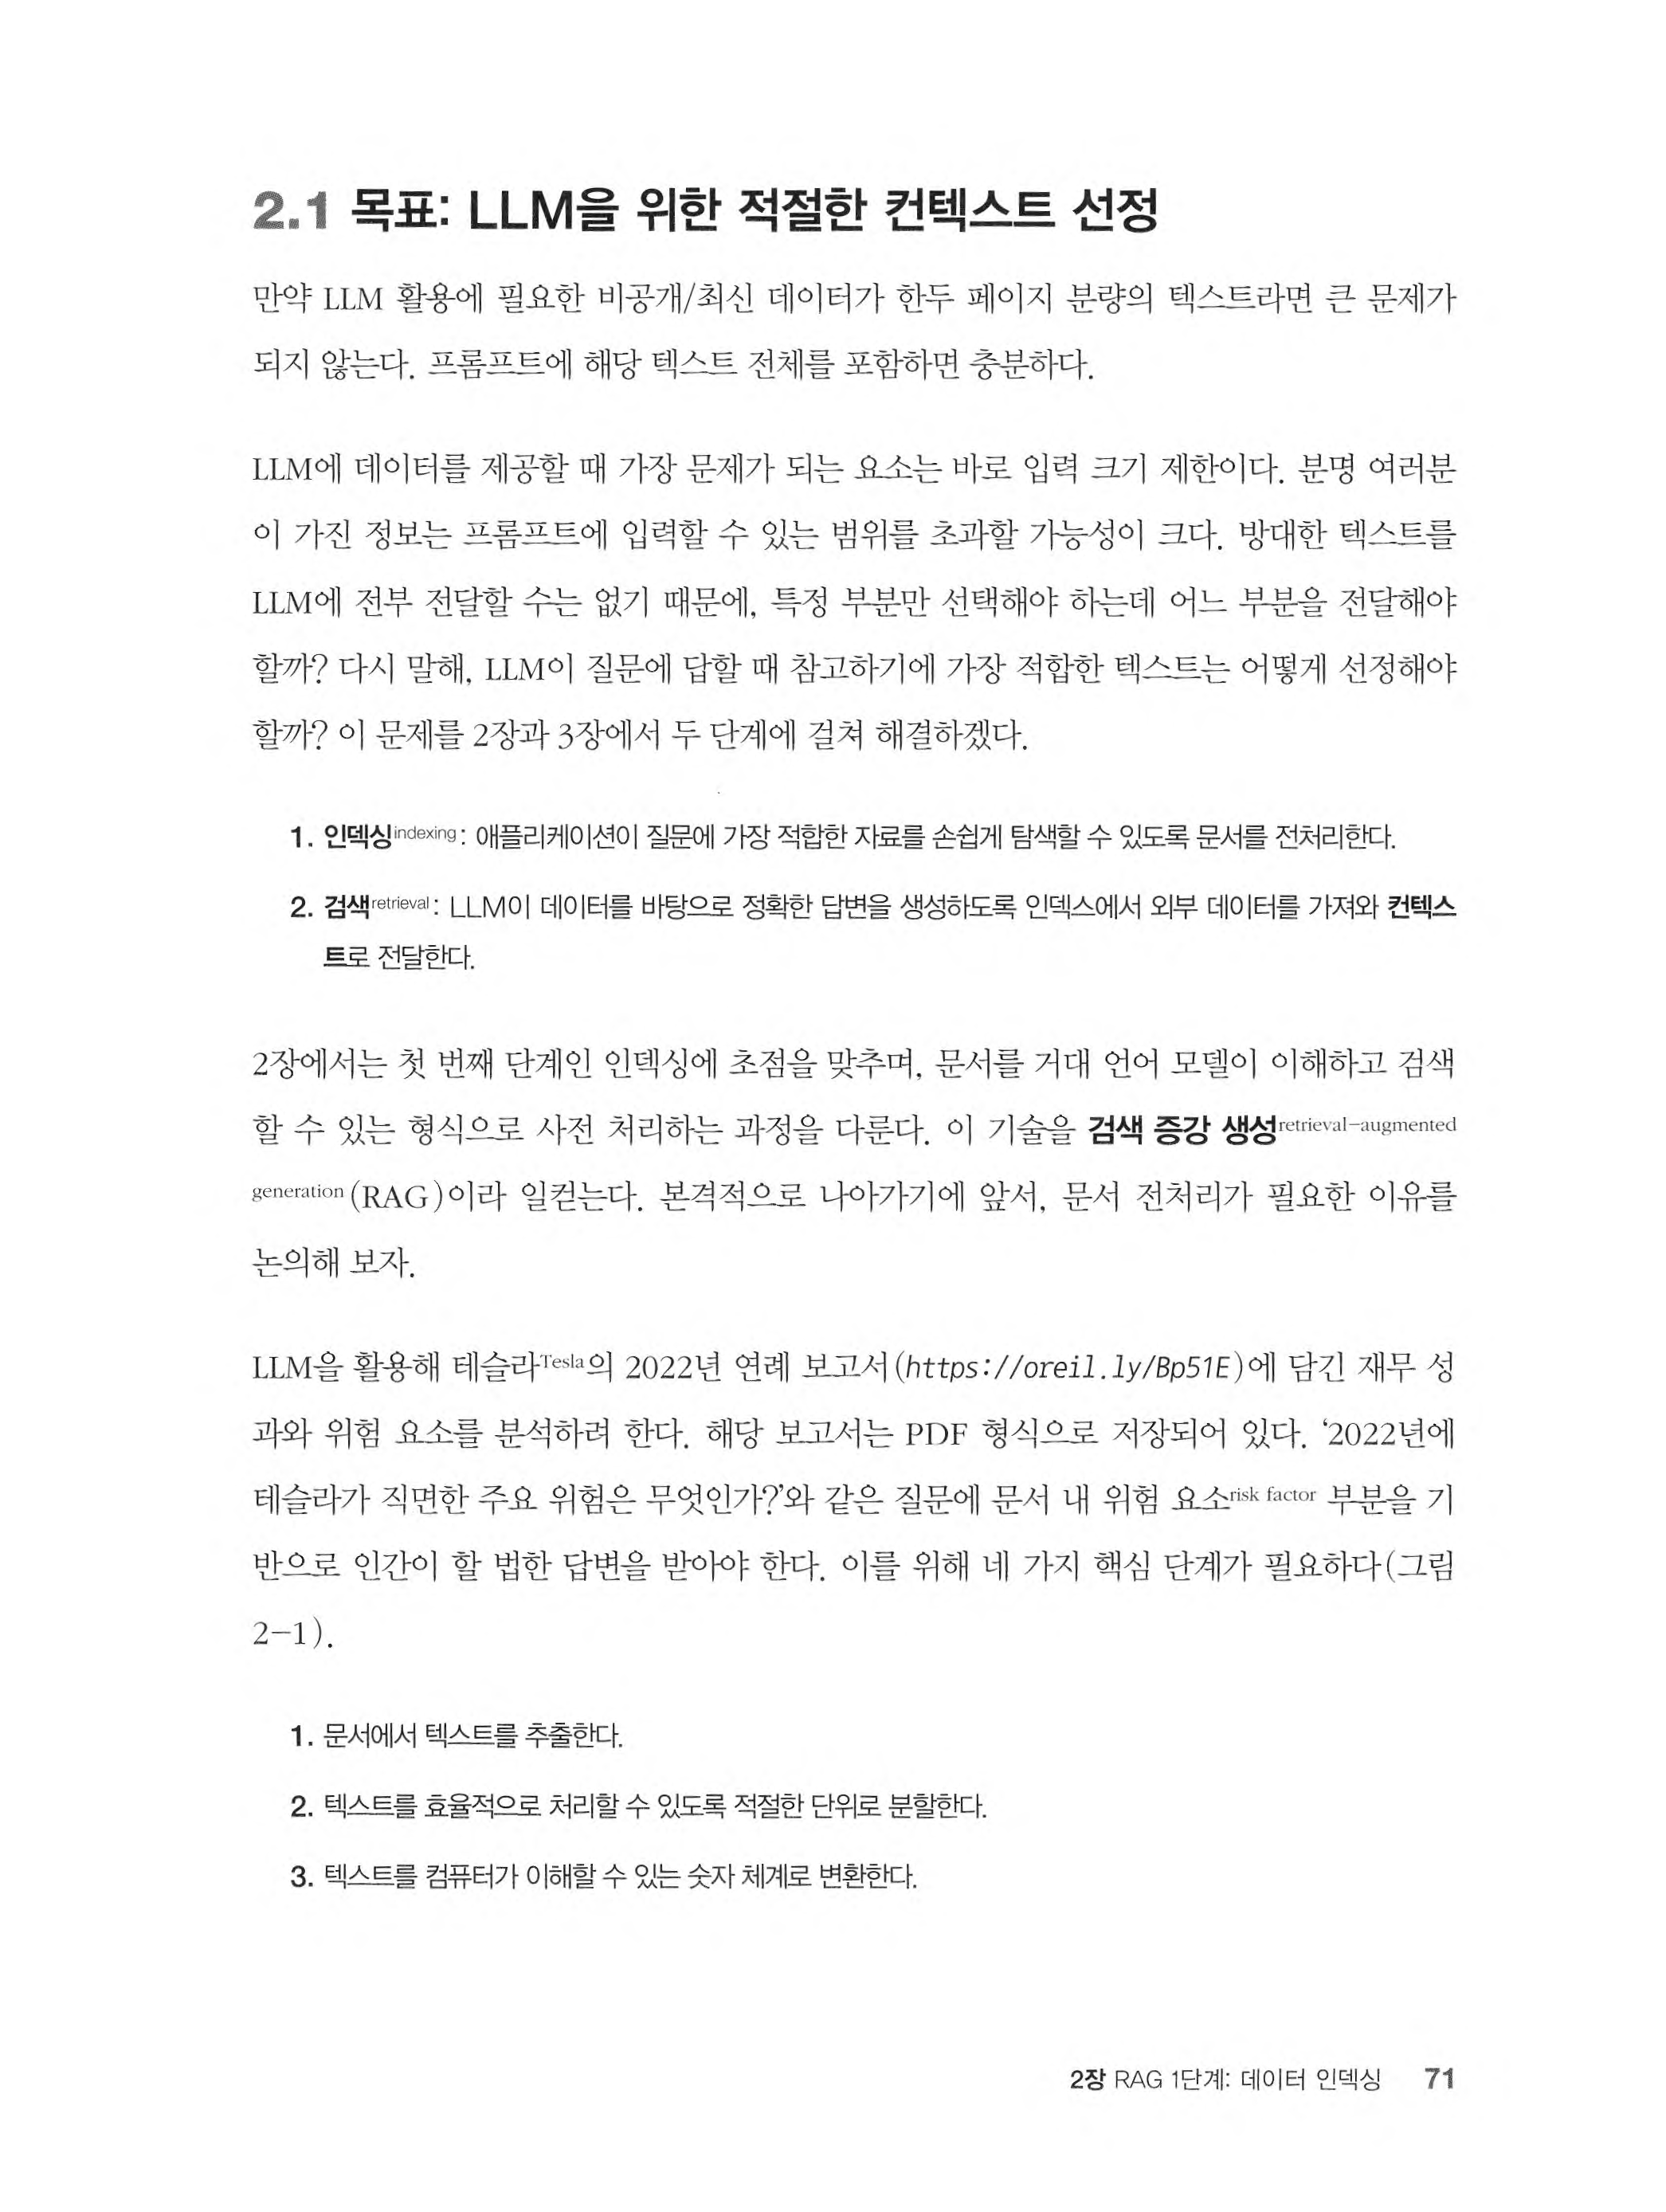 2.1 목표: LLM을 위한 적절한 컨텍스트 선정
만약 LLM 활용에 필요한 비공개/최신 데이터가 한두 페이지 분량의 텍스트라면 큰 문제가
되지 않는다. 프롬프트에 해당 텍스트 전체를 포함하면 충분하다.
LLM에 데이터를 제공할 때 가장 문제가 되는 요소는 바로 입력 크기 제한이다. 분명 여러분
이 가진 정보는 프롬프트에 입력할 수 있는 범위를 초과할 가능성이 크다. 방대한 텍스트를
LLM에 전부 전달할 수는 없기 때문에, 특정 부분만 선택해야 하는데 어느 부분을 전달해야
할까? 다시 말해, LLM이 질문에 답할 때 참고하기에 가장 적합한 텍스트는 어떻게 선정해야
할까? 이 문제를 2장과 3장에서 두 단계에 걸쳐 해결하겠다.
1. 인덱싱indexing: 애플리케이션이 질문에 가장 적합한 자료를 손쉽게 탐색할 수 있도록 문서를 전처리한다.
2. 검색retrieval: LLM이 데이터를 바탕으로 정확한 답변을 생성하도록 인덱스에서 외부 데이터를 가져와 컨텍스
트로 전달한다.
2장에서는 첫 번째 단계인 인덱싱에 초점을 맞추며, 문서를 거대 언어 모델이 이해하고 검색
할 수 있는 형식으로 사전 처리하는 과정을 다룬다. 이 기술을 검색 증강 생성retrieval-augmented
generation(RAG)이라 일컫는다. 본격적으로 나아가기에 앞서, 문서 전처리가 필요한 이유를
논의해 보자.
LLM을 활용해 테슬라Tesla의 2022년 연례 보고서(https://oreil.ly/Bp51E)에 담긴 재무 성
과와 위험 요소를 분석하려 한다. 해당 보고서는 PDF 형식으로 저장되어 있다. ‘2022년에
테슬라가 직면한 주요 위험은 무엇인가?’와 같은 질문에 문서 내 위험 요소risk factor 부분을 기
반으로 인간이 할 법한 답변을 받아야 한다. 이를 위해 네 가지 핵심 단계가 필요하다(그림
2-1).
1. 문서에서 텍스트를 추출한다.
2. 텍스트를 효율적으로 처리할 수 있도록 적절한 단위로 분할한다.
3. 텍스트를 컴퓨터가 이해할 수 있는 숫자 체계로 변환한다.
2장 RAG 1단계: 데이터 인덱싱 71